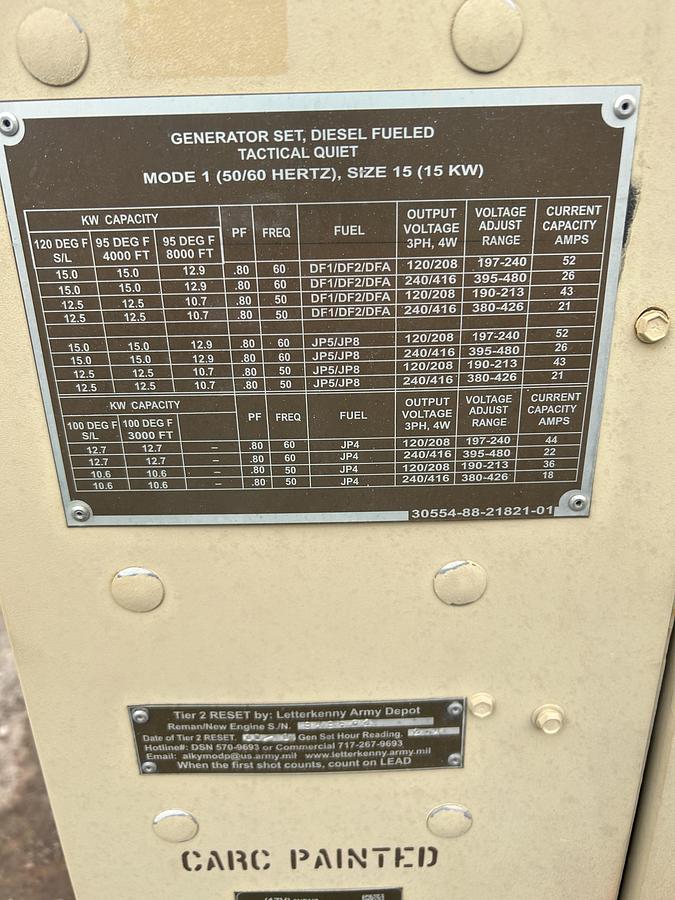 GENERATOR SET, DIESEL FUELED
TACTICAL QUIET
MODE 1 (50/60 HERTZ), SIZE 15 (15 KW)
KW CAPACITY PF FREQ FUEL OUTPUT VOLTAGE 3PH, 4W VOLTAGE ADJUST RANGE CURRENT CAPACITY AMPS
120 DEG F S/L 95 DEG F 4000 FT 95 DEG F 8000 FT
15.0 15.0 12.9 .80 60 DF1/DF2/DFA 120/208 197-240 52
15.0 15.0 12.9 .80 60 DF1/DF2/DFA 240/416 395-480 26
12.5 12.5 10.7 .80 50 DF1/DF2/DFA 120/208 190-213 43
12.5 12.5 10.7 .80 50 DF1/DF2/DFA 240/416 380-426 21
15.0 15.0 12.9 .80 60 JP5/JP8 120/208 197-240 52
15.0 15.0 12.9 .80 60 JP5/JP8 240/416 395-480 26
12.5 12.5 10.7 .80 50 JP5/JP8 120/208 190-213 43
12.5 12.5 10.7 .80 50 JP5/JP8 240/416 380-426 21
KW CAPACITY PF FREQ FUEL OUTPUT VOLTAGE 3PH, 4W VOLTAGE ADJUST RANGE CURRENT CAPACITY AMPS
100 DEG F S/L 100 DEG F 3000 FT
12.7 12.7 – .80 60 JP4 120/208 197-240 44
12.7 12.7 – .80 60 JP4 240/416 395-480 22
10.6 10.6 – .80 50 JP4 120/208 190-213 36
10.6 10.6 – .80 50 JP4 240/416 380-426 18
30554-88-21821-01
Tier 2 RESET by: Letterkenny Army Depot
Reman/New Engine S./N.
Date of Tier 2 RESET. Gen Set Hour Reading.
Hotline#: DSN 570-9693 or Commercial 717-267-9693
Email: alkymodp@us.army.mil www.letterkenny.army.mil
When the first shot counts, count on LEAD
CARC PAINTED